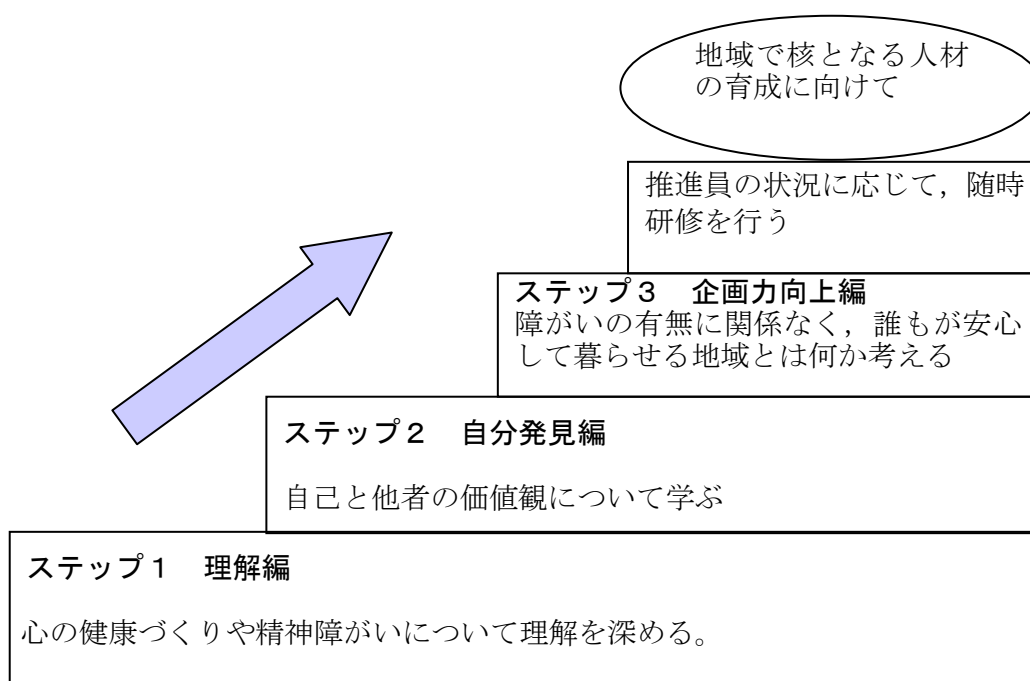 地域で核となる人材
の育成に向けて
推進員の状況に応じて，随時
研修を行う
ステップ３　企画力向上編
障がいの有無に関係なく，誰もが安心
して暮らせる地域とは何か考える
ステップ２　自分発見編
自己と他者の価値観について学ぶ
ステップ１　理解編
心の健康づくりや精神障がいについて理解を深める。